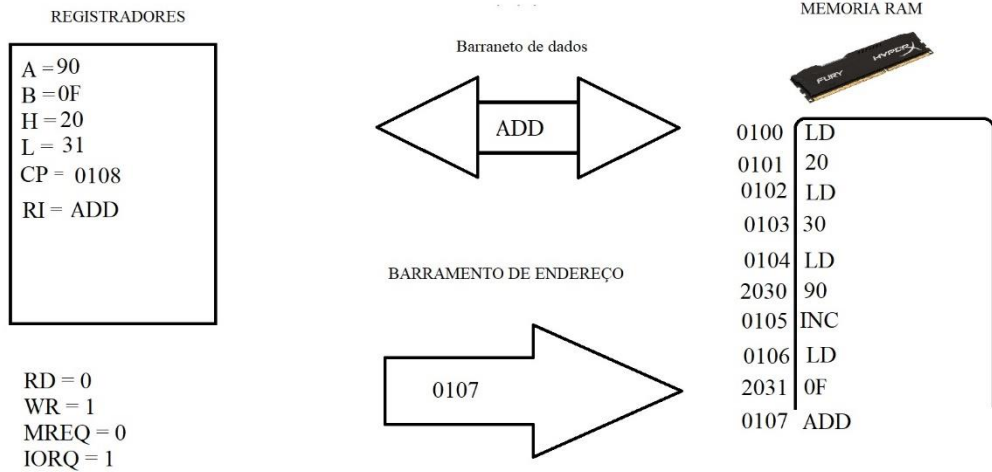 REGISTRADORES
A =90
B =0F
H =20
L = 31
CP = 0108
RI = ADD
RD = 0
WR = 1
MREQ = 0
IORQ = 1
Barraneto de dados
ADD
BARRAMENTO DE ENDEREÇO
0107
MEMORIA RAM
FURY HYPERX
0100 LD
0101 20
0102 LD
0103 30
0104 LD
2030 90
0105 INC
0106 LD
2031 0F
0107 ADD